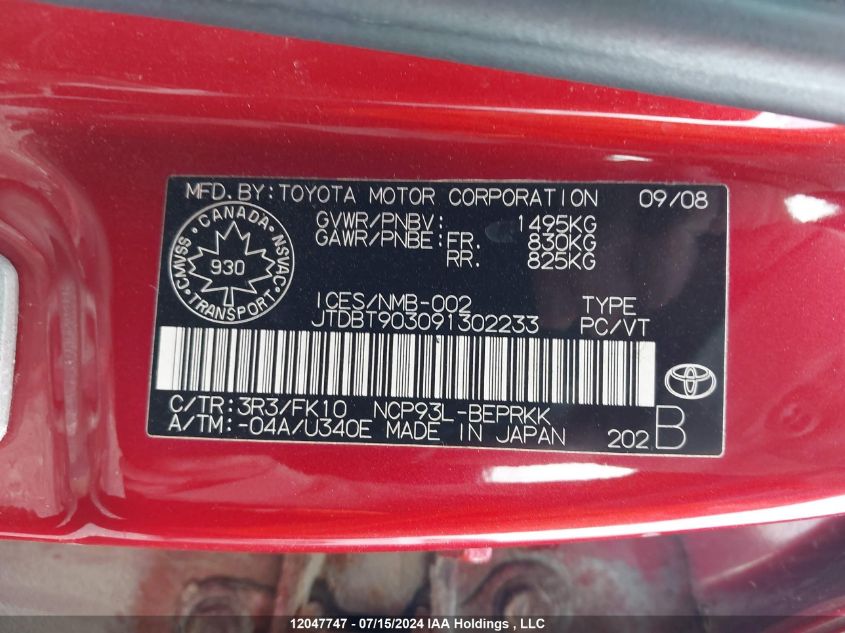 MFD. BY: TOYOTA MOTOR CORPORATION 09/08
GVWR/PNBV: 1495KG
GAWR/PNBE: FR. 830KG
RR. 825KG
CANADA
CMVSS NSVAC
930
TRANSPORT
ICES/NMB-002 TYPE
JTDBT903091302233 PC/VT
C/TR: 3R3/FK10 NCP93L-BEPRKK
A/TM: -04A/U340E MADE IN JAPAN 202 B
12047747 - 07/15/2024 IAA Holdings , LLC